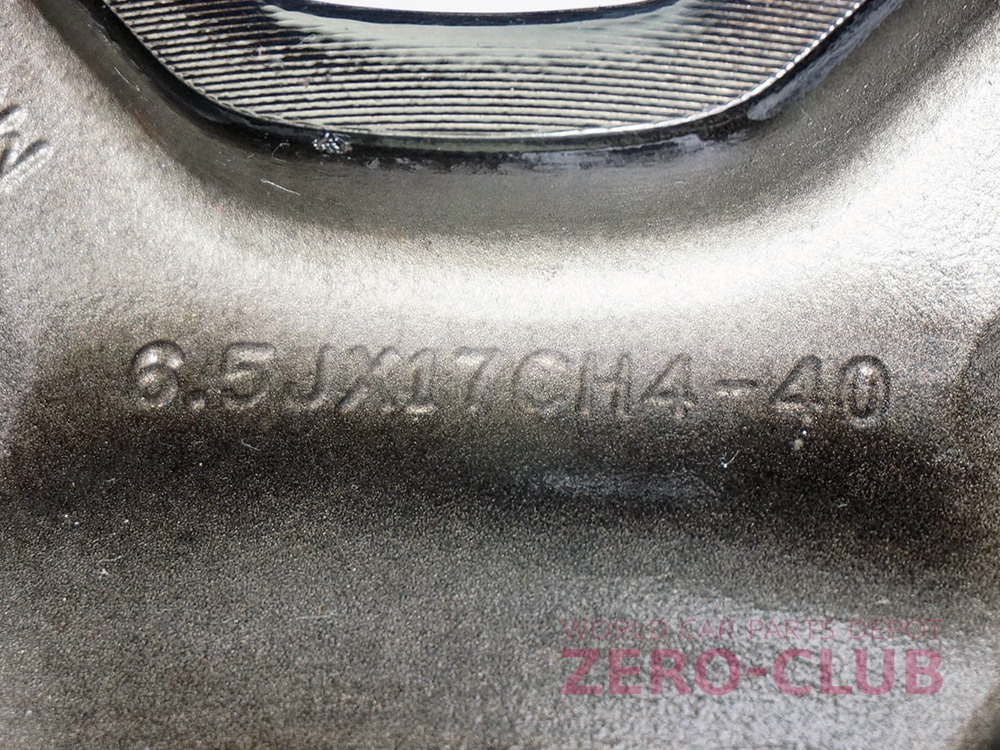 6.5JX17CH4-40
WORLD CAR PARTS DEPOT
ZERO-CLUB